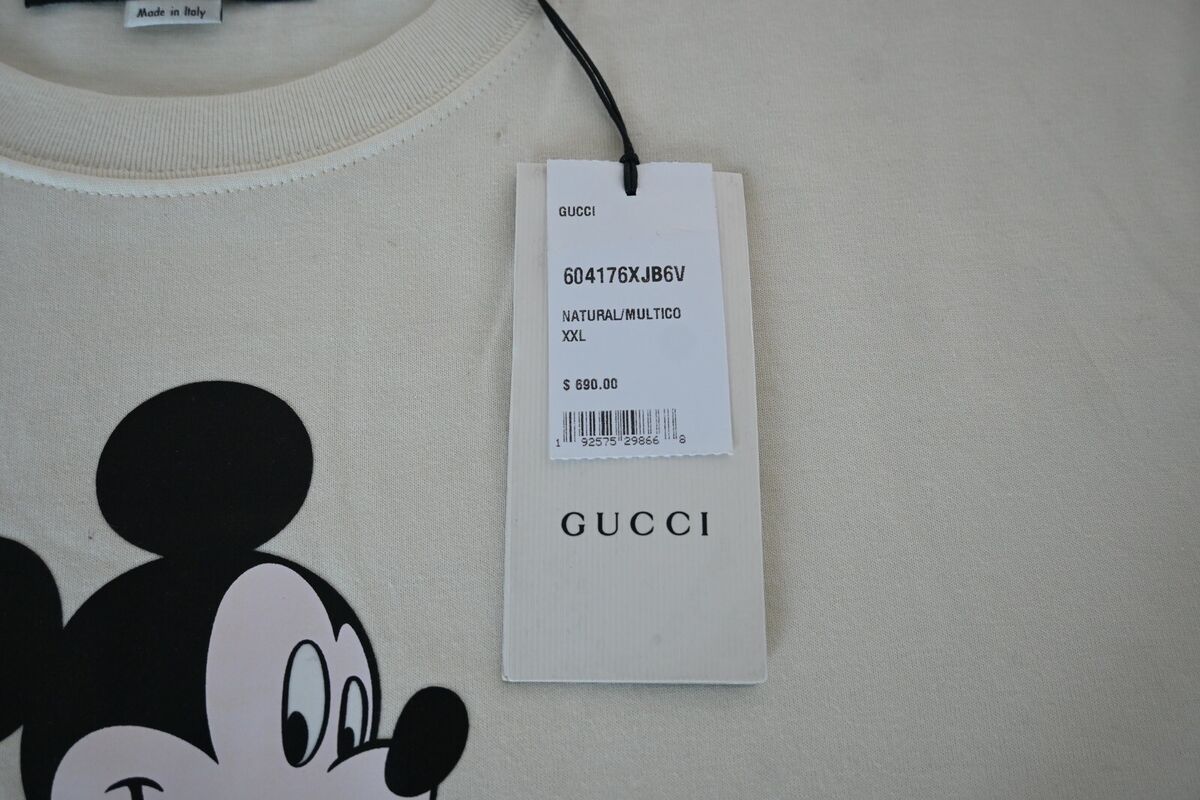 Made in Italy
GUCCI
604176XJB6V
NATURAL/MULTICO
XXL
$ 690.00
1 92575 29866 8
GUCCI